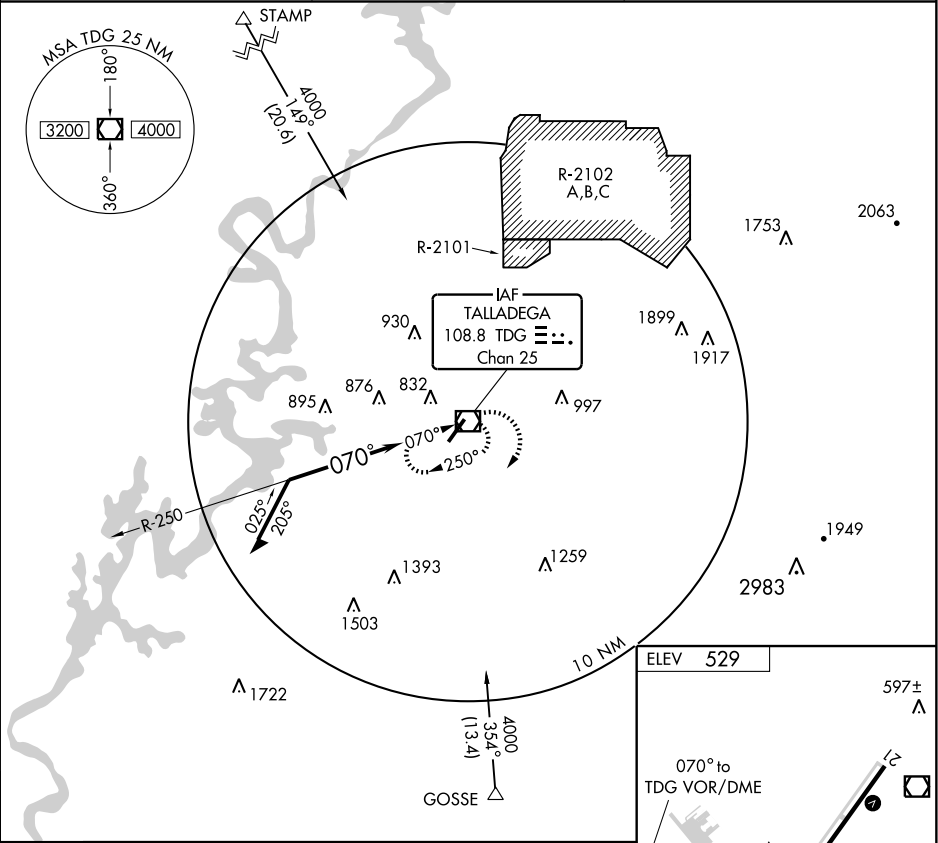 STAMP
MSA TDG 25 NM
180°
3200
4000
360°
4000
149°
(20.6)
R-2102
A,B,C
R-2101
1753
2063
IAF
TALLADEGA
108.8 TDG
Chan 25
930
1899
1917
895
876
832
997
070°
070°
250°
R-250
025°
205°
1393
1259
1949
2983
1503
10 NM
1722
4000
354°
(13.4)
GOSSE
ELEV 529
597±
21
070° to
TDG VOR/DME
V